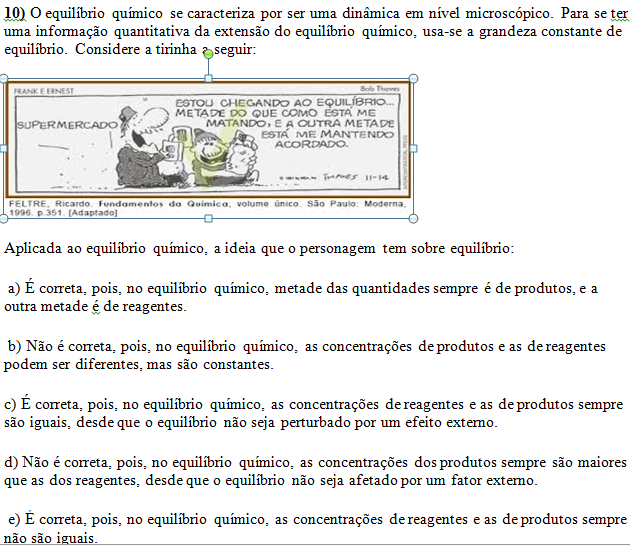 10) O equilíbrio químico se caracteriza por ser uma dinâmica em nível microscópico. Para se ter
uma informação quantitativa da extensão do equilíbrio químico, usa-se a grandeza constante de
equilíbrio. Considere a tirinha a seguir:
FRANK E ERNEST
Bob Thaves
SUPERMERCADO
ESTOU CHEGANDO AO EQUILÍBRIO...
METADE DO QUE COMO ESTÁ ME
MATANDO, E A OUTRA METADE
ESTÁ ME MANTENDO
ACORDADO.
THAVES 11-14
FELTRE, Ricardo. Fundamentos da Química, volume único. São Paulo: Moderna,
1996. p.351. [Adaptado]
Aplicada ao equilíbrio químico, a ideia que o personagem tem sobre equilíbrio:
a) É correta, pois, no equilíbrio químico, metade das quantidades sempre é de produtos, e a
outra metade é de reagentes.
b) Não é correta, pois, no equilíbrio químico, as concentrações de produtos e as de reagentes
podem ser diferentes, mas são constantes.
c) É correta, pois, no equilíbrio químico, as concentrações de reagentes e as de produtos sempre
são iguais, desde que o equilíbrio não seja perturbado por um efeito externo.
d) Não é correta, pois, no equilíbrio químico, as concentrações dos produtos sempre são maiores
que as dos reagentes, desde que o equilíbrio não seja afetado por um fator externo.
e) É correta, pois, no equilíbrio químico, as concentrações de reagentes e as de produtos sempre
não são iguais.